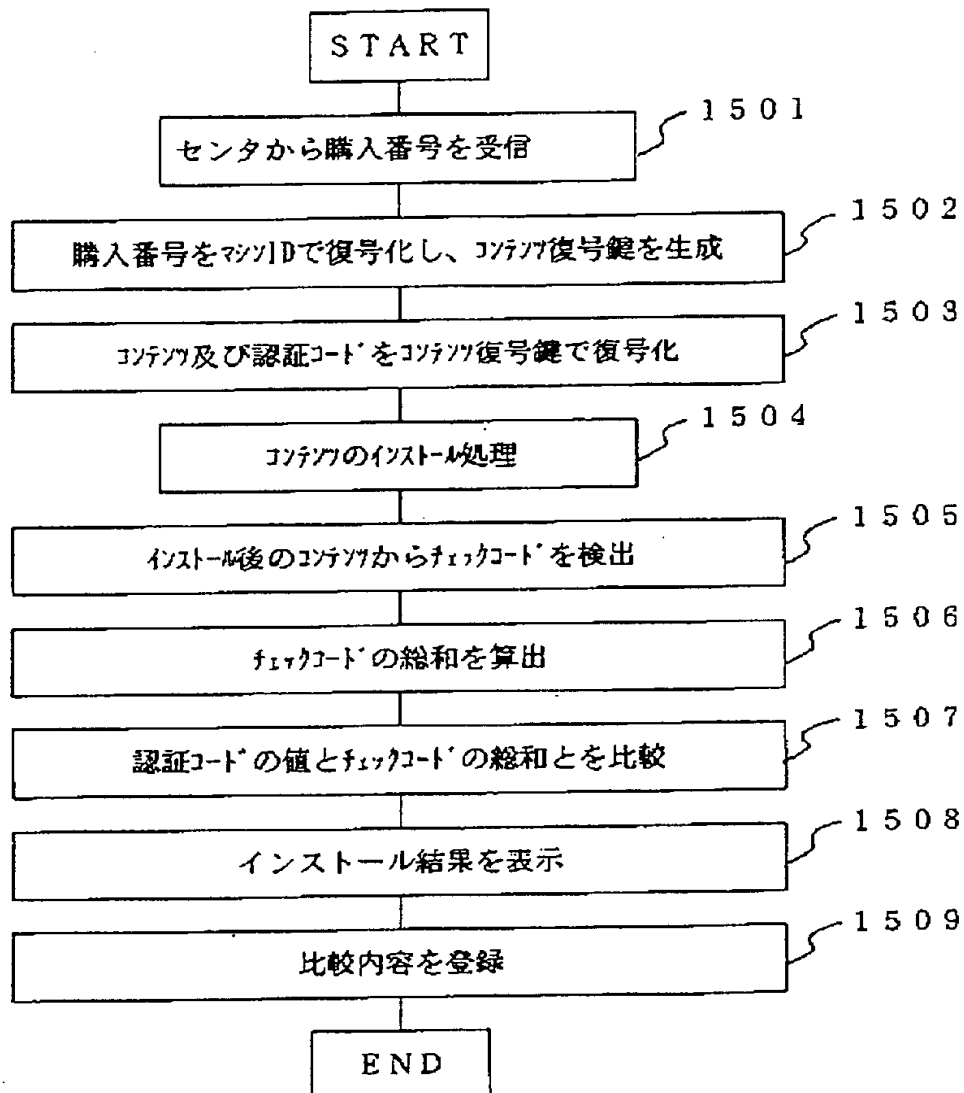 ＳＴＡＲＴ
１５０１
センタから購入番号を受信
１５０２
購入番号をﾏｼﾝIDで復号化し、ｺﾝﾃﾝﾂ復号鍵を生成
１５０３
ｺﾝﾃﾝﾂ及び認証ｺｰﾄﾞをｺﾝﾃﾝﾂ復号鍵で復号化
１５０４
ｺﾝﾃﾝﾂのｲﾝｽﾄｰﾙ処理
１５０５
ｲﾝｽﾄｰﾙ後のｺﾝﾃﾝﾂからﾁｪｯｸｺｰﾄﾞを検出
１５０６
ﾁｪｯｸｺｰﾄﾞの総和を算出
１５０７
認証ｺｰﾄﾞの値とﾁｪｯｸｺｰﾄﾞの総和とを比較
１５０８
インストール結果を表示
１５０９
比較内容を登録
ＥＮＤ